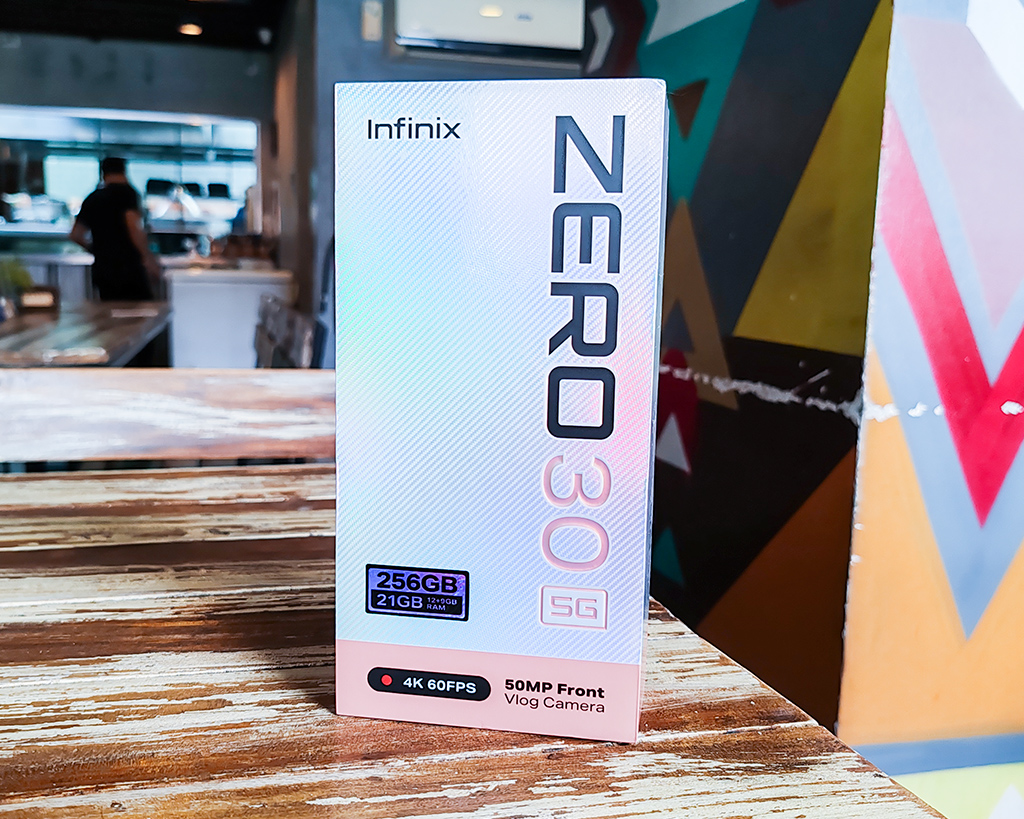 Infinix
ZERO 30 5G
256GB
21GB 12+9GB RAM
4K 60FPS
50MP Front
Vlog Camera